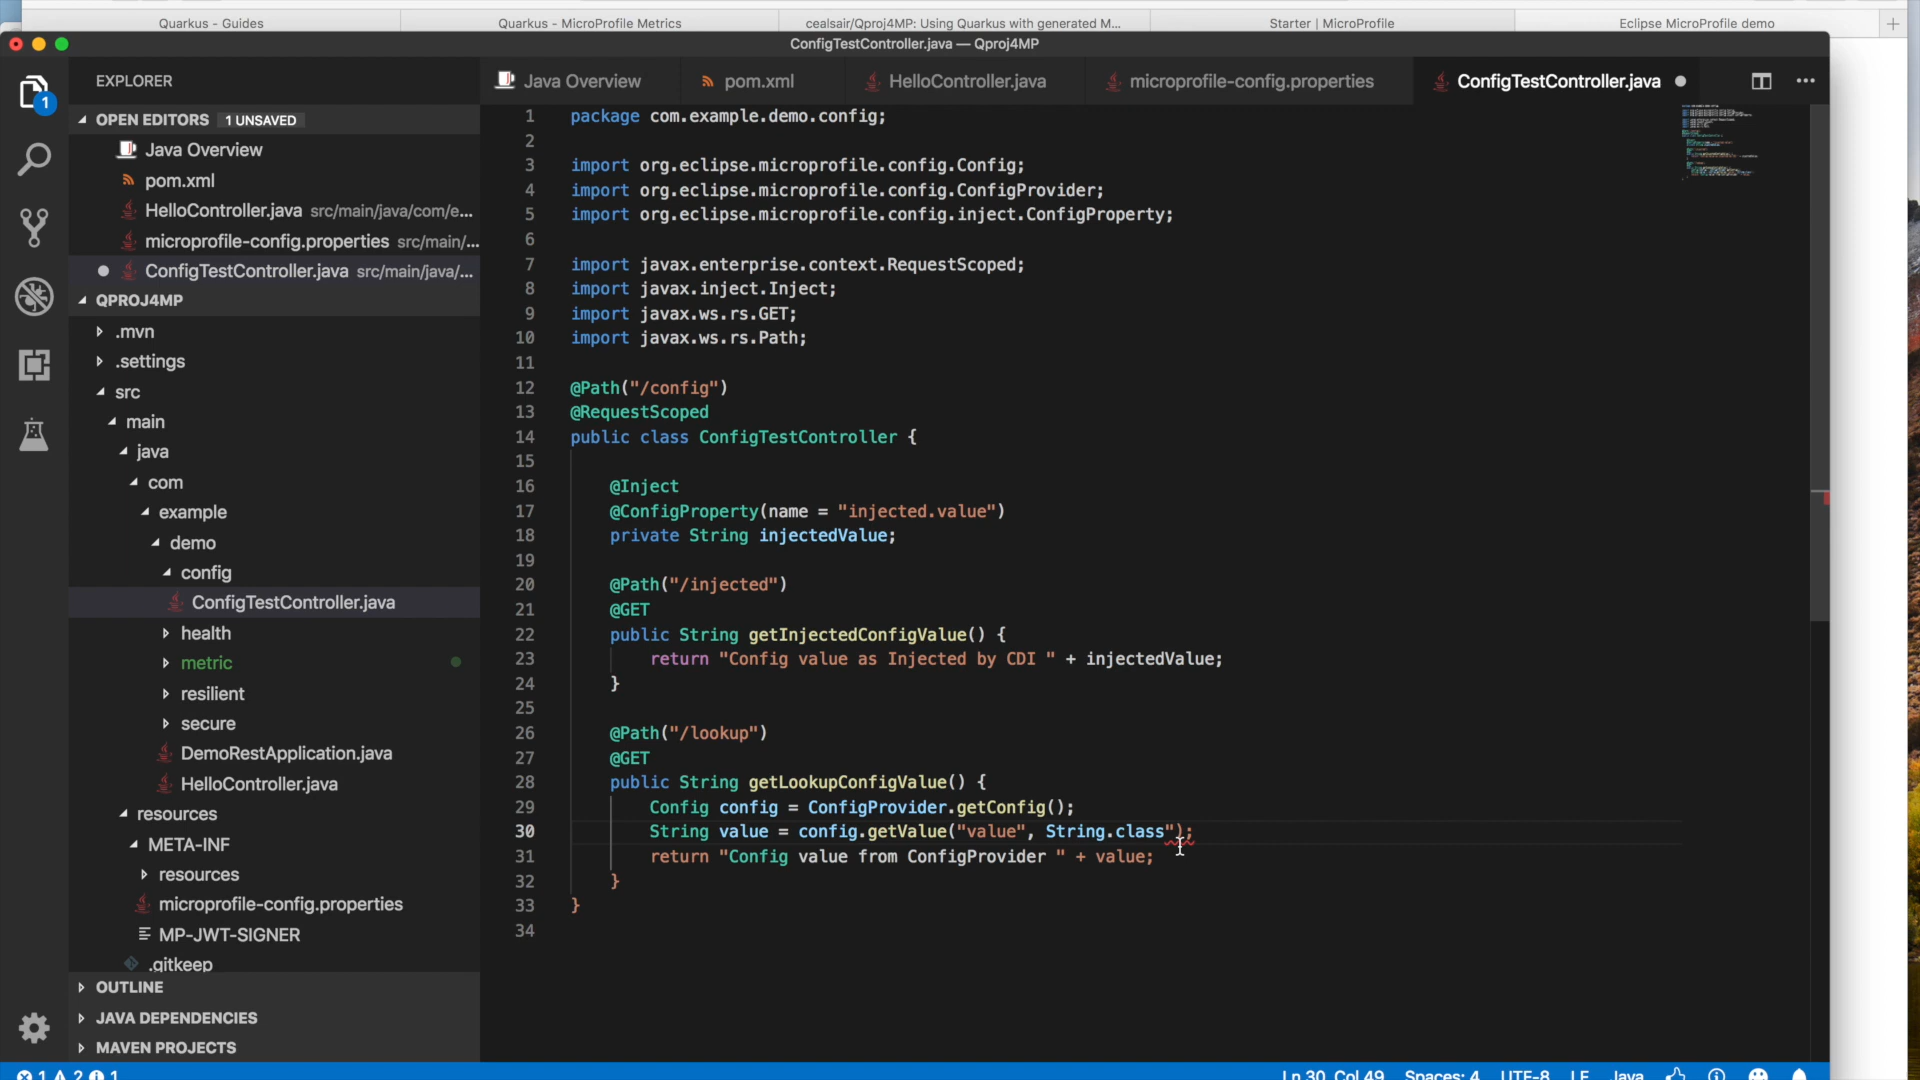 Quarkus - Guides
Quarkus - MicroProfile Metrics
cealsair/Qproj4MP: Using Quarkus with generated M...
Starter | MicroProfile
Eclipse MicroProfile demo
ConfigTestController.java — Qproj4MP
EXPLORER
Java Overview
pom.xml
HelloController.java
microprofile-config.properties
ConfigTestController.java
1
OPEN EDITORS 1 UNSAVED
Java Overview
pom.xml
HelloController.java src/main/java/com/e...
microprofile-config.properties src/main/...
ConfigTestController.java src/main/java/...
QPROJ4MP
.mvn
.settings
src
main
java
com
example
demo
config
ConfigTestController.java
health
metric
resilient
secure
DemoRestApplication.java
HelloController.java
resources
META-INF
resources
microprofile-config.properties
MP-JWT-SIGNER
.gitkeep
OUTLINE
JAVA DEPENDENCIES
MAVEN PROJECTS
1 package com.example.demo.config;
2
3 import org.eclipse.microprofile.config.Config;
4 import org.eclipse.microprofile.config.ConfigProvider;
5 import org.eclipse.microprofile.config.inject.ConfigProperty;
6
7 import javax.enterprise.context.RequestScoped;
8 import javax.inject.Inject;
9 import javax.ws.rs.GET;
10 import javax.ws.rs.Path;
11
12 @Path("/config")
13 @RequestScoped
14 public class ConfigTestController {
15
16 @Inject
17 @ConfigProperty(name = "injected.value")
18 private String injectedValue;
19
20 @Path("/injected")
21 @GET
22 public String getInjectedConfigValue() {
23 return "Config value as Injected by CDI " + injectedValue;
24 }
25
26 @Path("/lookup")
27 @GET
28 public String getLookupConfigValue() {
29 Config config = ConfigProvider.getConfig();
30 String value = config.getValue("value", String.class");
31 return "Config value from ConfigProvider " + value;
32 }
33 }
34
1 2 1
Ln 30, Col 49 Spaces: 4 UTF-8 LF Java